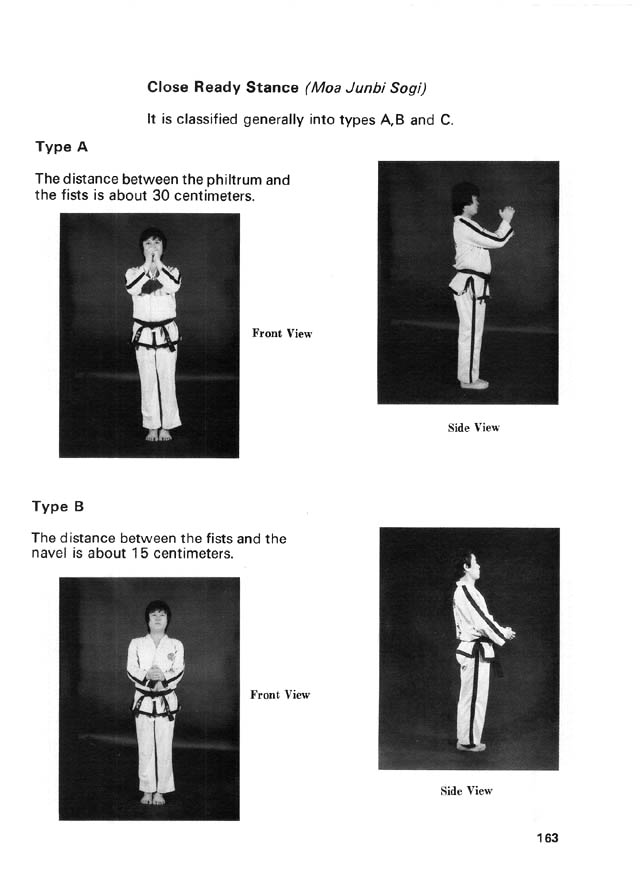 Close Ready Stance (Moa Junbi Sogi)
It is classified generally into types A,B and C.
Type A
The distance between the philtrum and
the fists is about 30 centimeters.
Front View
Side View
Type B
The distance between the fists and the
navel is about 15 centimeters.
Front View
Side View
163